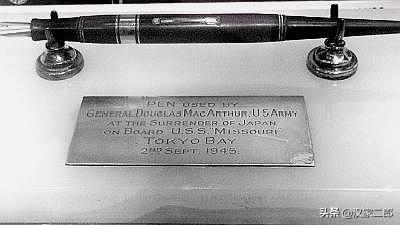 PEN USED BY
GENERAL DOUGLAS MACARTHUR, U.S. ARMY
AT THE SURRENDER OF JAPAN
ON BOARD U.S.S. "MISSOURI"
TOKYO BAY
2ND SEPT. 1945.
头条 @汉家二郎